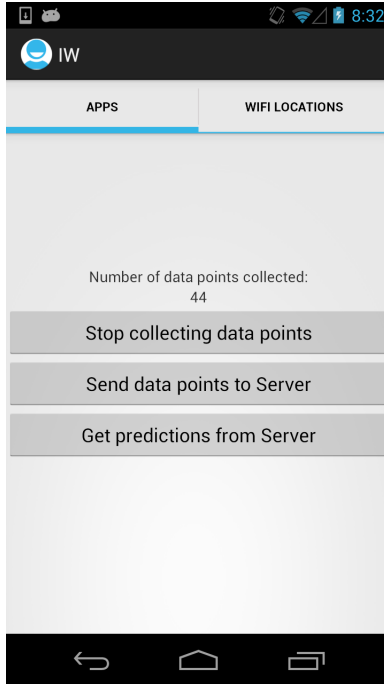 8:32
IW
APPS WIFI LOCATIONS
Number of data points collected:
44
Stop collecting data points
Send data points to Server
Get predictions from Server